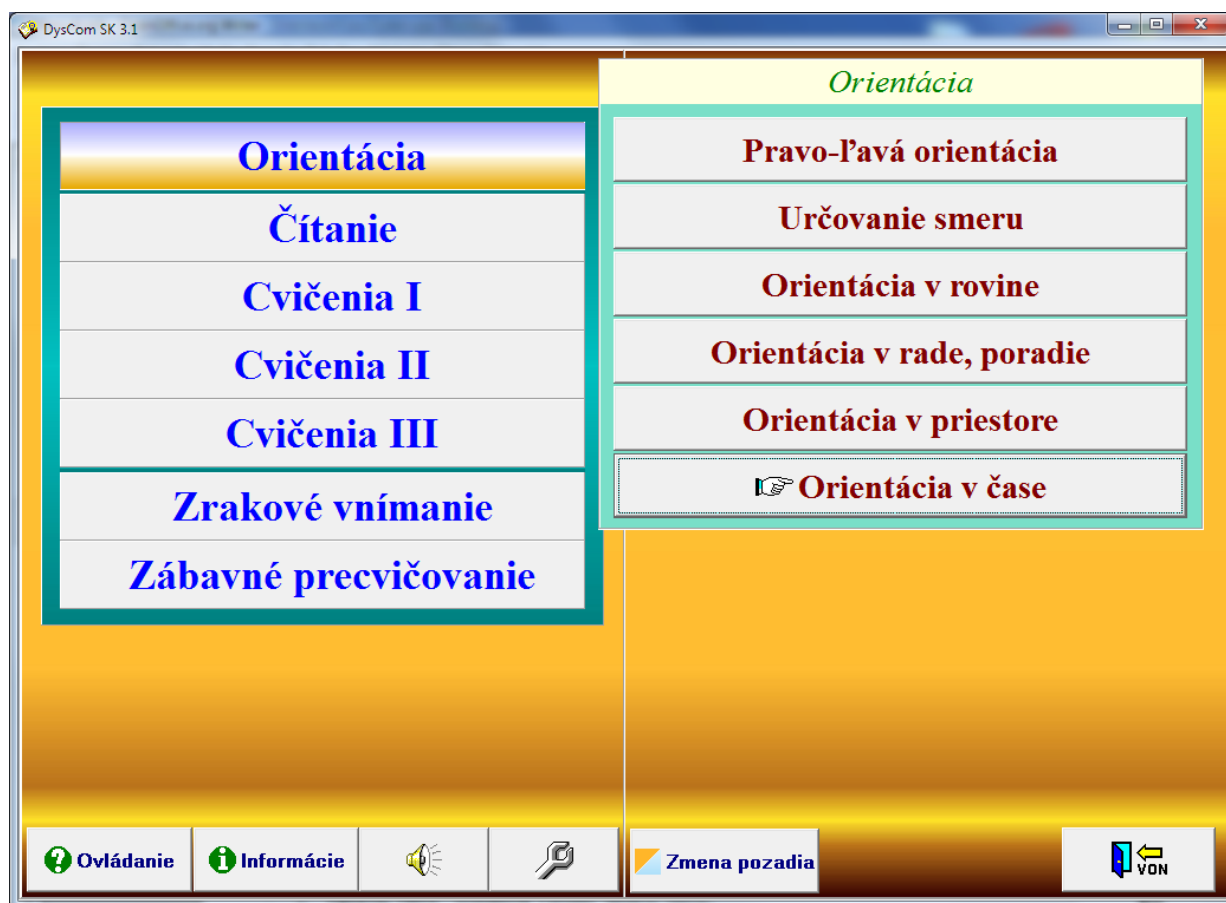 DysCom SK 3.1
Orientácia
Čítanie
Cvičenia I
Cvičenia II
Cvičenia III
Zrakové vnímanie
Zábavné precvičovanie
Orientácia
Pravo-ľavá orientácia
Určovanie smeru
Orientácia v rovine
Orientácia v rade, poradie
Orientácia v priestore
Orientácia v čase
Ovládanie
Informácie
Zmena pozadia
VON